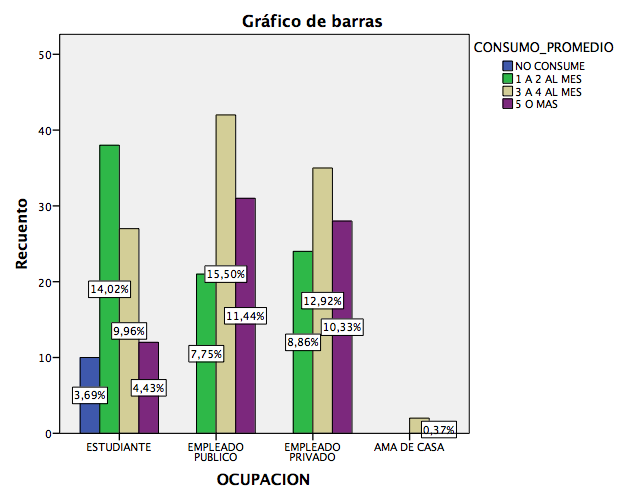 Gráfico de barras
CONSUMO_PROMEDIO
NO CONSUME
1 A 2 AL MES
3 A 4 AL MES
5 O MAS
Recuento
50
40
30
20
10
0
14,02%
9,96%
3,69%
4,43%
15,50%
11,44%
7,75%
12,92%
10,33%
8,86%
0,37%
ESTUDIANTE
EMPLEADO
PUBLICO
EMPLEADO
PRIVADO
AMA DE CASA
OCUPACION